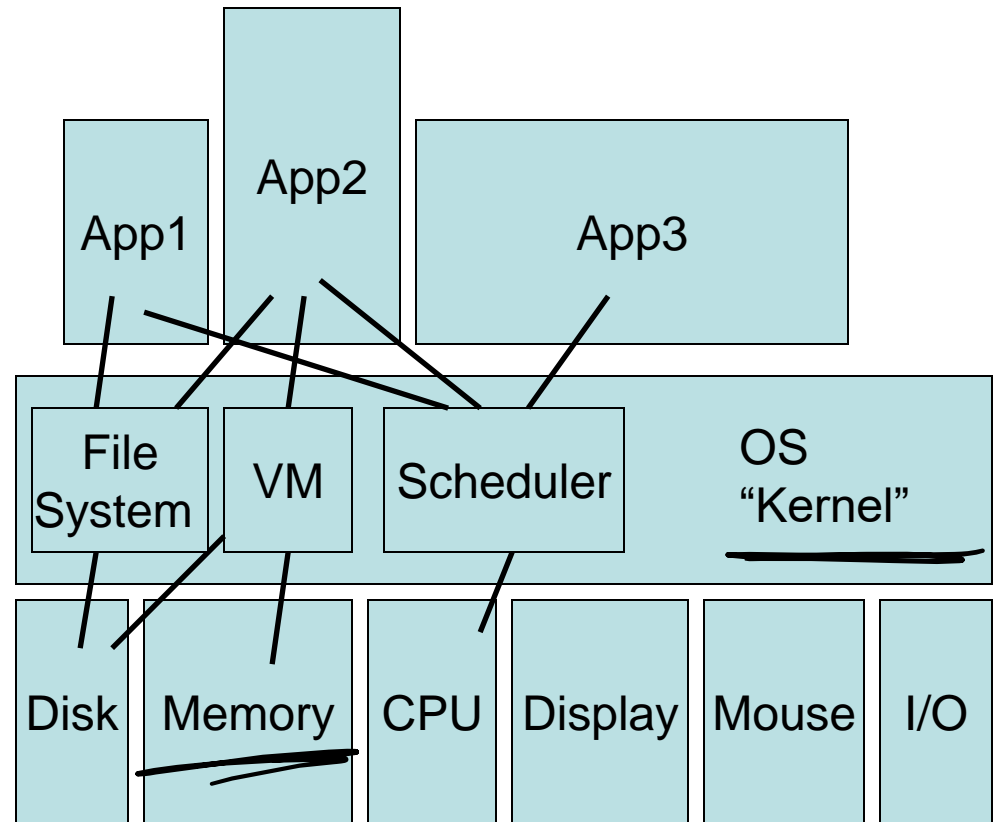 App1
App2
App3
File
System
VM
Scheduler
OS
“Kernel”
Disk
Memory
CPU
Display
Mouse
I/O